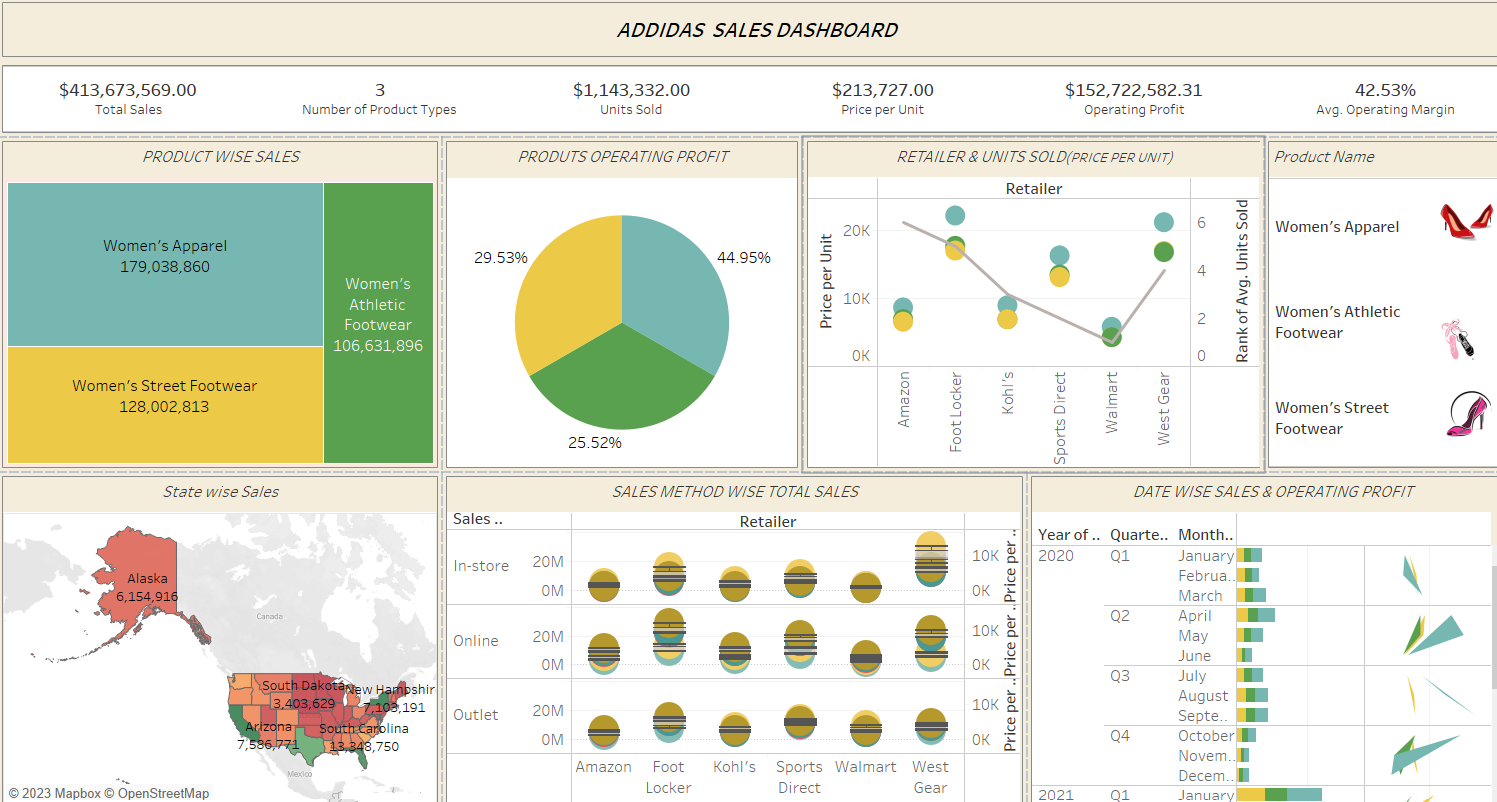 ADDIDAS SALES DASHBOARD
$413,673,569.00
Total Sales
3
Number of Product Types
$1,143,332.00
Units Sold
$213,727.00
Price per Unit
$152,722,582.31
Operating Profit
42.53%
Avg. Operating Margin
PRODUCT WISE SALES
Women's Apparel
179,038,860
Women's Street Footwear
128,002,813
Women's
Athletic
Footwear
106,631,896
PRODUTS OPERATING PROFIT
29.53%
44.95%
25.52%
RETAILER & UNITS SOLD(PRICE PER UNIT)
Retailer
Price per Unit
20K
10K
0K
6
4
2
0
Rank of Avg. Units Sold
Amazon
Foot Locker
Kohl's
Sports Direct
Walmart
West Gear
Product Name
Women's Apparel
Women's Athletic
Footwear
Women's Street
Footwear
State wise Sales
Alaska
6,154,916
Canada
South Dakota
3,403,629
New Hampshir
7,103,191
Arizona
7,586,771
South Carolina
13,348,750
Mexico
© 2023 Mapbox © OpenStreetMap
SALES METHOD WISE TOTAL SALES
Sales ..
Retailer
In-store
20M
0M
10K
0K
Price per ..
Online
20M
0M
10K
0K
Price per ..
Outlet
20M
0M
10K
0K
Price per ..
Amazon
Foot
Locker
Kohl's
Sports
Direct
Walmart
West
Gear
DATE WISE SALES & OPERATING PROFIT
Year of .. Quarte.. Month..
2020 Q1 January
Februa..
March
Q2 April
May
June
Q3 July
August
Septe..
Q4 October
Novem..
Decem..
2021 Q1 January